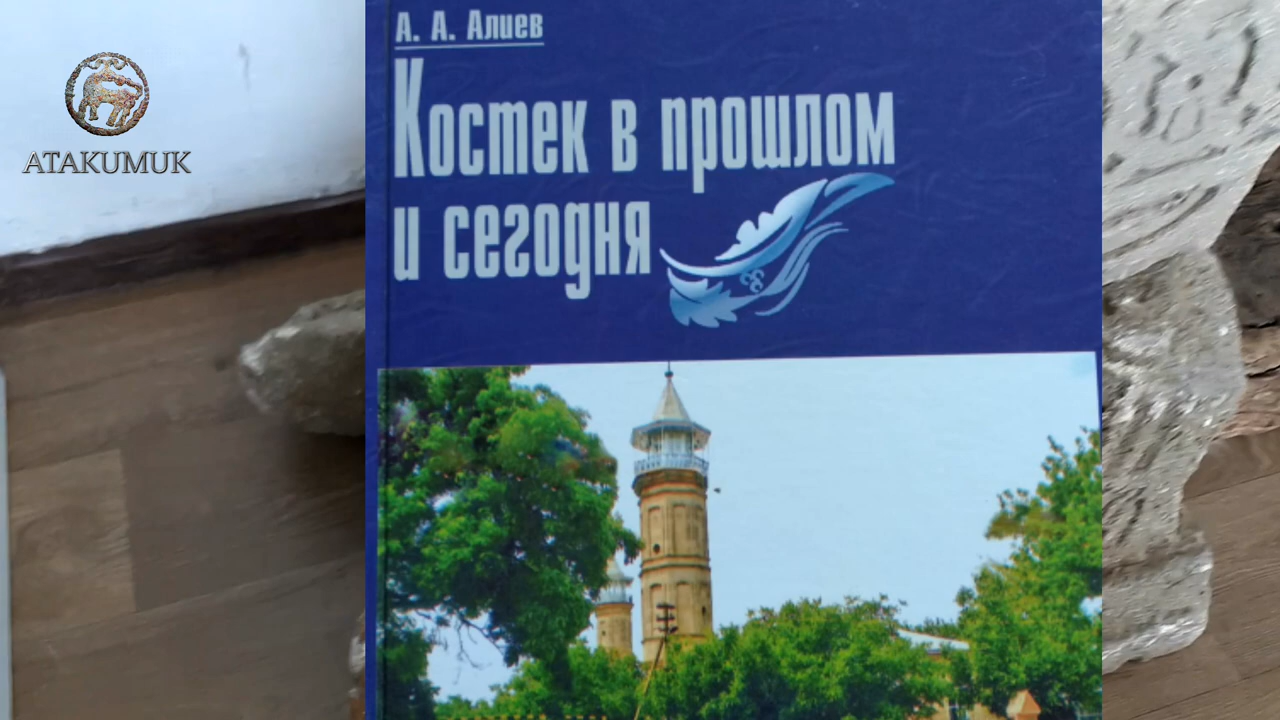 ATAKUMUK
А. А. Алиев
Костек в прошлом
и сегодня